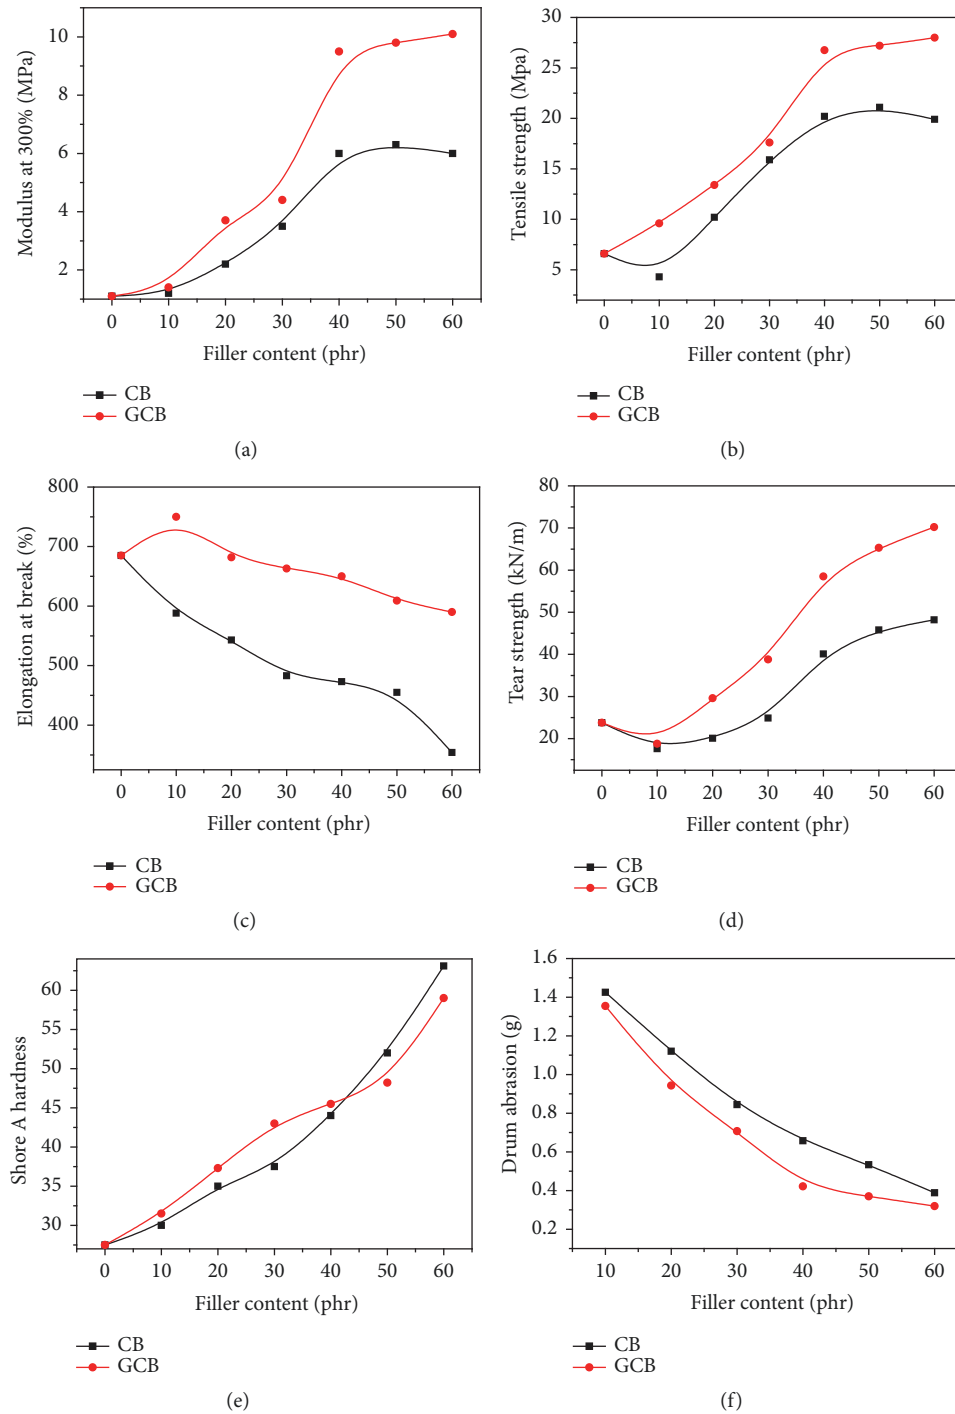 10
8
6
4
2
Modulus at 300% (MPa)
0 10 20 30 40 50 60
Filler content (phr)
CB
GCB
(a)
30
25
20
15
10
5
Tensile strength (Mpa)
0 10 20 30 40 50 60
Filler content (phr)
CB
GCB
(b)
800
700
600
500
400
Elongation at break (%)
0 10 20 30 40 50 60
Filler content (phr)
CB
GCB
(c)
80
70
60
50
40
30
20
Tear strength (kN/m)
0 10 20 30 40 50 60
Filler content (phr)
CB
GCB
(d)
60
55
50
45
40
35
30
Shore A hardness
0 10 20 30 40 50 60
Filler content (phr)
CB
GCB
(e)
1.6
1.4
1.2
1.0
0.8
0.6
0.4
0.2
Drum abrasion (g)
10 20 30 40 50 60
Filler content (phr)
CB
GCB
(f)